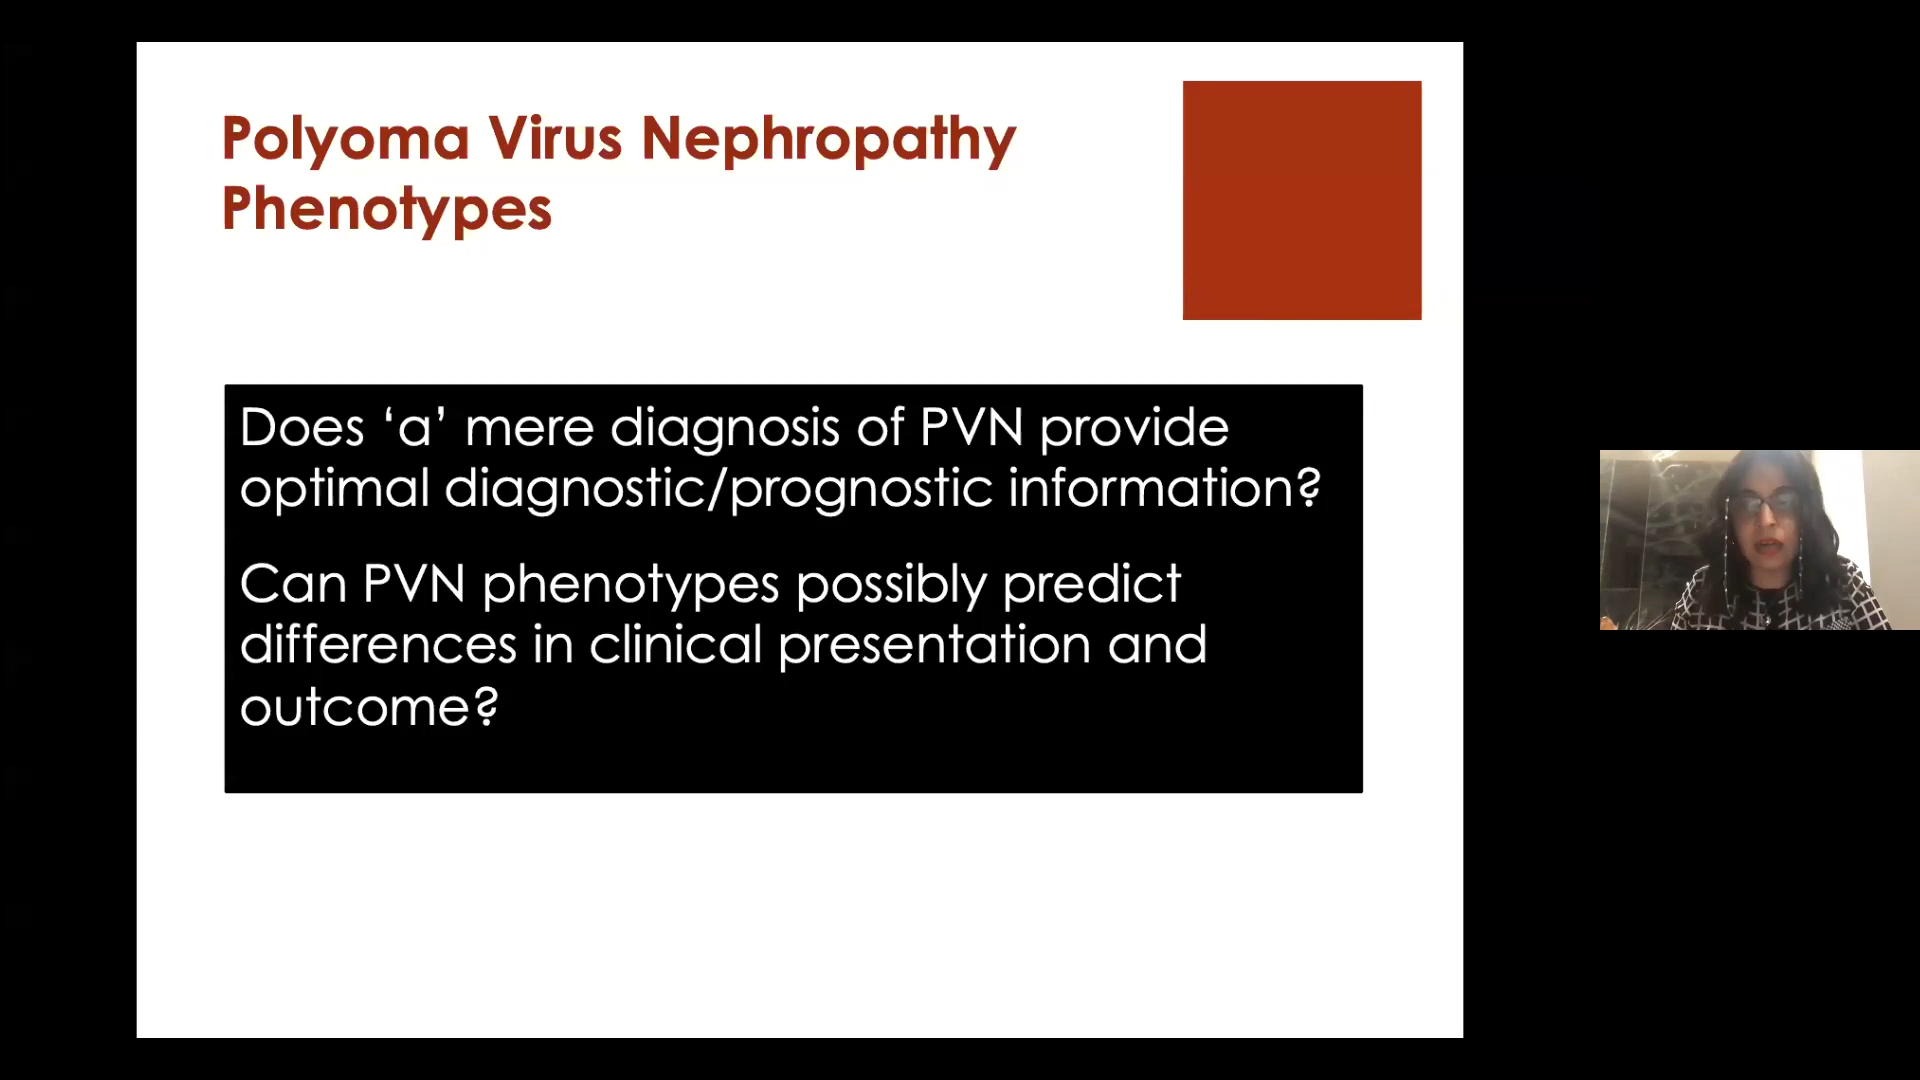 Polyoma Virus Nephropathy
Phenotypes
Does ‘a’ mere diagnosis of PVN provide
optimal diagnostic/prognostic information?
Can PVN phenotypes possibly predict
differences in clinical presentation and
outcome?